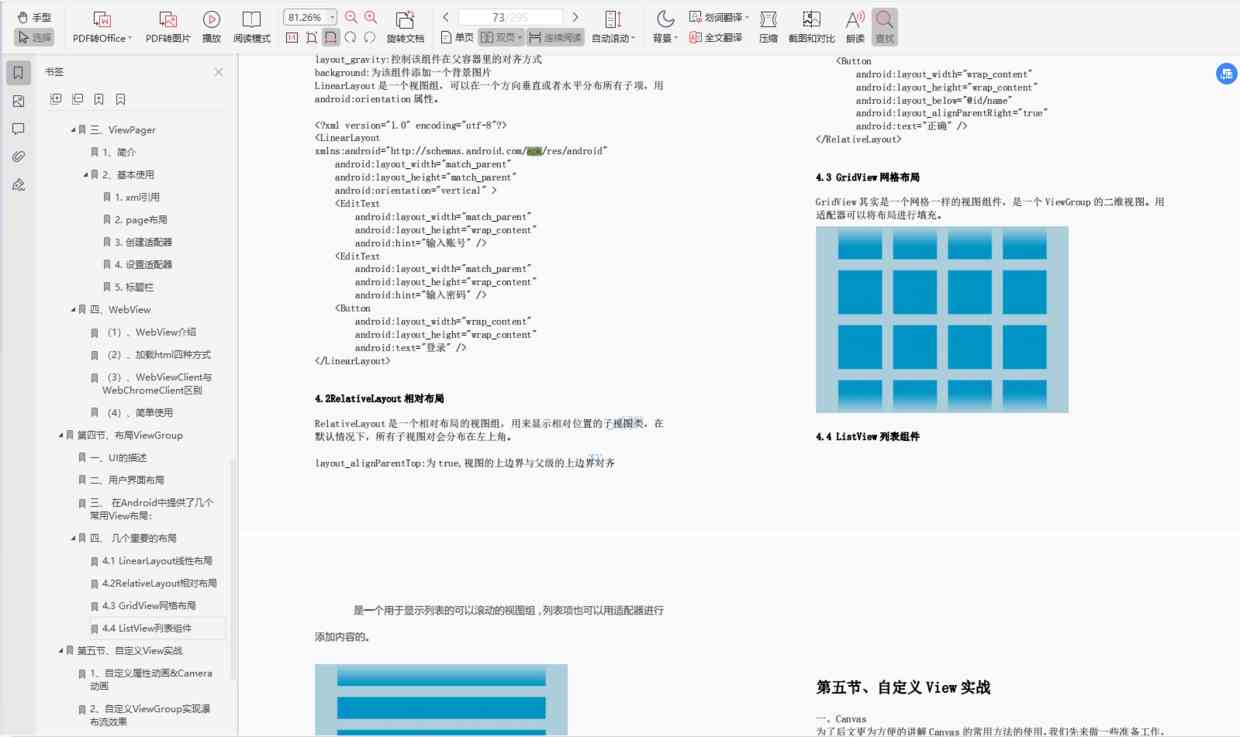 手型
选择
PDF转Office
PDF转图片
播放
阅读模式
81.26%
旋转文档
73/295
单页
双页
连续阅读
自动滚动
背景
划词翻译
全文翻译
压缩
截图和对比
朗读
查找
书签
三、ViewPager
1、简介
2、基本使用
1. xml引用
2. page布局
3. 创建适配器
4. 设置适配器
5. 标题栏
四、WebView
（1）、WebView介绍
（2）、加载html四种方式
（3）、WebViewClient与
WebChromeClient区别
（4）、简单使用
第四节、布局ViewGroup
一、UI的描述
二、用户界面布局
三、 在Android中提供了几个
常用View布局：
四、 几个重要的布局
4.1 LinearLayout线性布局
4.2RelativeLayout相对布局
4.3 GridView网格布局
4.4 ListView列表组件
第五节、自定义View实战
1、自定义属性动画&Camera
动画
2、自定义ViewGroup实现瀑
布流效果
layout_gravity:控制该组件在父容器里的对齐方式
background:为该组件添加一个背景图片
LinearLayout 是一个视图组，可以在一个方向垂直或者水平分布所有子项，用
android:orientation 属性。
<?xml version="1.0" encoding="utf-8"?>
<LinearLayout
xmlns:android="http://schemas.android.com/apk/res/android"
android:layout_width="match_parent"
android:layout_height="match_parent"
android:orientation="vertical" >
<EditText
android:layout_width="match_parent"
android:layout_height="wrap_content"
android:hint="输入账号" />
<EditText
android:layout_width="match_parent"
android:layout_height="wrap_content"
android:hint="输入密码" />
<Button
android:layout_width="wrap_content"
android:layout_height="wrap_content"
android:text="登录" />
</LinearLayout>
4.2RelativeLayout 相对布局
RelativeLayout 是一个相对布局的视图组，用来显示相对位置的子视图类，在
默认情况下，所有子视图对会分布在左上角。
layout_alignParentTop:为 true,视图的上边界与父级的上边界对齐
<Button
android:layout_width="wrap_content"
android:layout_height="wrap_content"
android:layout_below="@id/name"
android:layout_alignParentRight="true"
android:text="正确" />
</RelativeLayout>
4.3 GridView 网格布局
GridView 其实是一个网格一样的视图组件，是一个 ViewGroup 的二维视图。用
适配器可以将布局进行填充。
4.4 ListView 列表组件
是一个用于显示列表的可以滚动的视图组 ,列表项也可以用适配器进行
添加内容的。
第五节、自定义 View 实战
一、Canvas
为了后文更为方便的讲解 Canvas 的常用方法的使用，我们先来做一些准备工作，